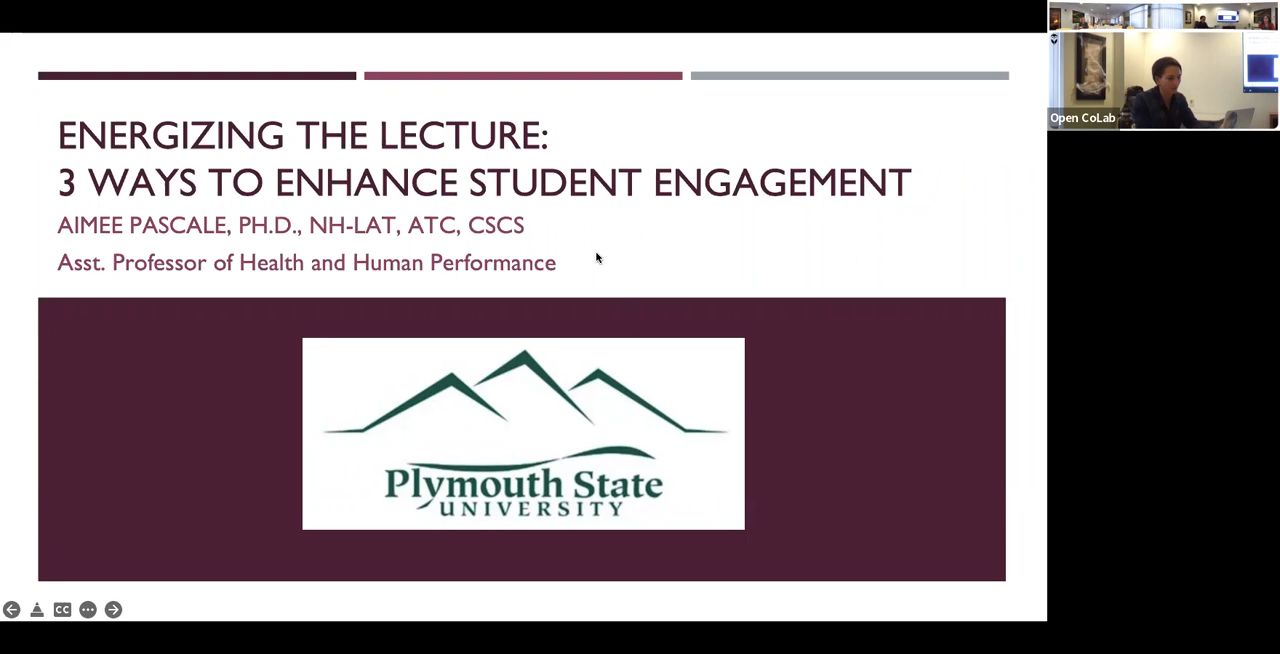 ENERGIZING THE LECTURE:
3 WAYS TO ENHANCE STUDENT ENGAGEMENT
AIMEE PASCALE, PH.D., NH-LAT, ATC, CSCS
Asst. Professor of Health and Human Performance
Plymouth State
UNIVERSITY
CC
Open CoLab